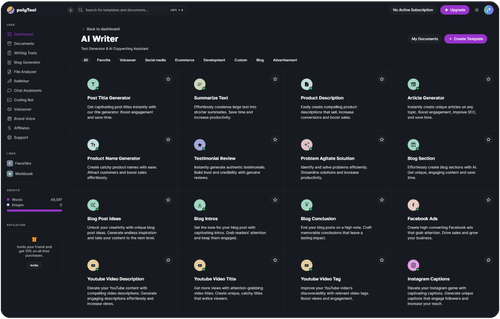 polyTool
Search for templates and documents...
No Active Subscription
Upgrade
USER
Dashboard
Documents
Writing Tools
Blog Generator
File Analyzer
Chat Assistants
Coding Bot
Voiceover
Brand Voice
Affiliates
Support
LINKS
Favorites
Workbook
CREDITS
Words
Images
AFFILIATION
Invite your friend and get 10% on all their purchases.
Invite
Back to dashboard
AI Writer
Text Generator & AI Copywriting Assistant
My Documents
+ Create Template
All
Favorite
Voiceover
Social media
Ecommerce
Development
Custom
Blog
Advertisement
Post Title Generator
Get captivating post titles instantly with our title generator. Boost engagement and save time.
Summarize Text
Effortlessly condense large text into shorter summaries. Save time and increase productivity.
Product Description
Easily create compelling product descriptions that sell. Increase conversions and boost sales.
Article Generator
Instantly create unique articles on any topic. Boost engagement, improve SEO, and save time.
Product Name Generator
Create catchy product names with ease. Attract customers and boost sales effortlessly.
Testimonial Review
Instantly generate authentic testimonials. Build trust and credibility with genuine reviews.
Problem Agitate Solution
Identify and solve problems efficiently. Streamline solutions and increase productivity.
Blog Section
Effortlessly create blog sections with AI. Get unique, engaging content and save time.
Blog Post Ideas
Unlock your creativity with unique blog post ideas. Generate endless inspiration and take your content to the next level.
Blog Intros
Set the tone for your blog post with captivating intros. Grab readers' attention and keep them engaged.
Blog Conclusion
End your blog posts on a high note. Craft memorable conclusions that leave a lasting impact.
Facebook Ads
Create high-converting Facebook ads that grab attention. Drive sales and grow your business.
Youtube Video Description
Elevate your YouTube content with compelling video descriptions. Generate engaging descriptions effortlessly and increase views.
Youtube Video Title
Get more views with attention-grabbing video titles. Create unique, catchy titles that entice viewers.
Youtube Video Tag
Improve your YouTube video's discoverability with relevant video tags. Boost views and engagement.
Instagram Captions
Elevate your Instagram game with captivating captions. Generate unique captions that engage followers and increase your reach.